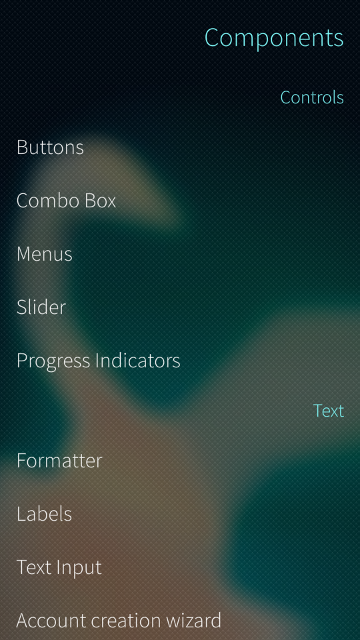 Components
Controls
Buttons
Combo Box
Menus
Slider
Progress Indicators
Text
Formatter
Labels
Text Input
Account creation wizard